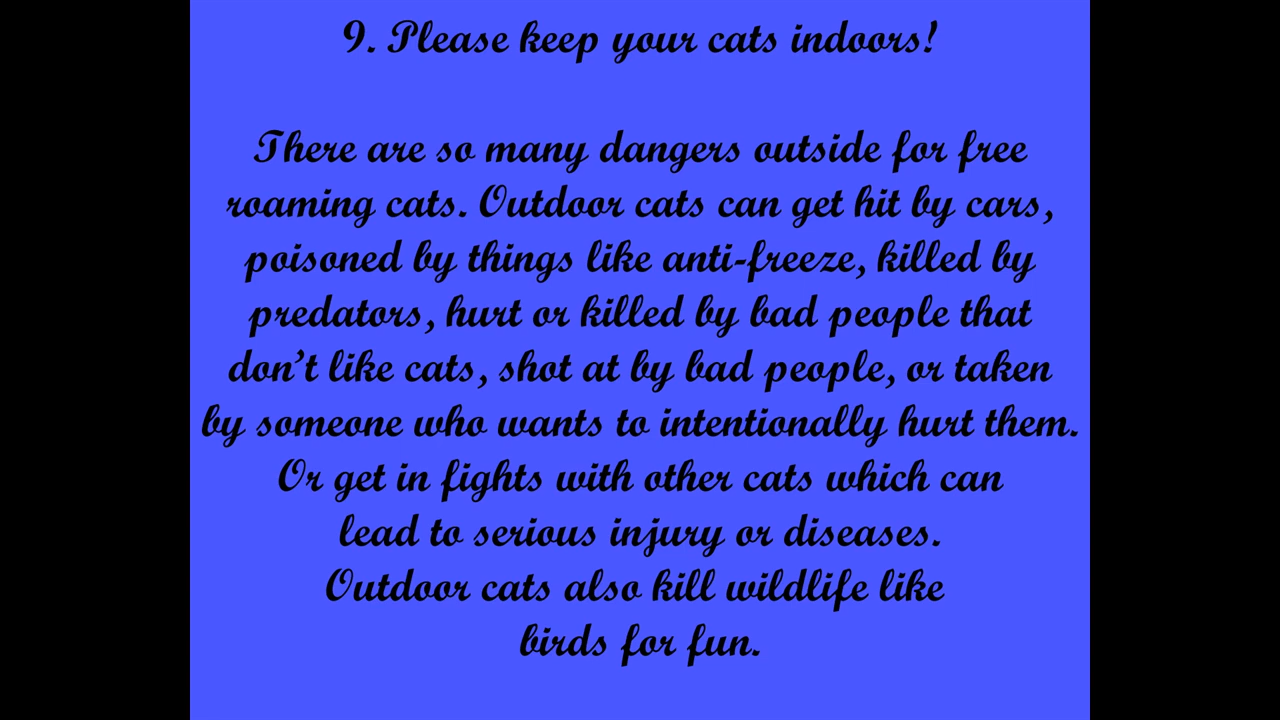 9. Please keep your cats indoors!
There are so many dangers outside for free
roaming cats. Outdoor cats can get hit by cars,
poisoned by things like anti-freeze, killed by
predators, hurt or killed by bad people that
don't like cats, shot at by bad people, or taken
by someone who wants to intentionally hurt them.
Or get in fights with other cats which can
lead to serious injury or diseases.
Outdoor cats also kill wildlife like
birds for fun.